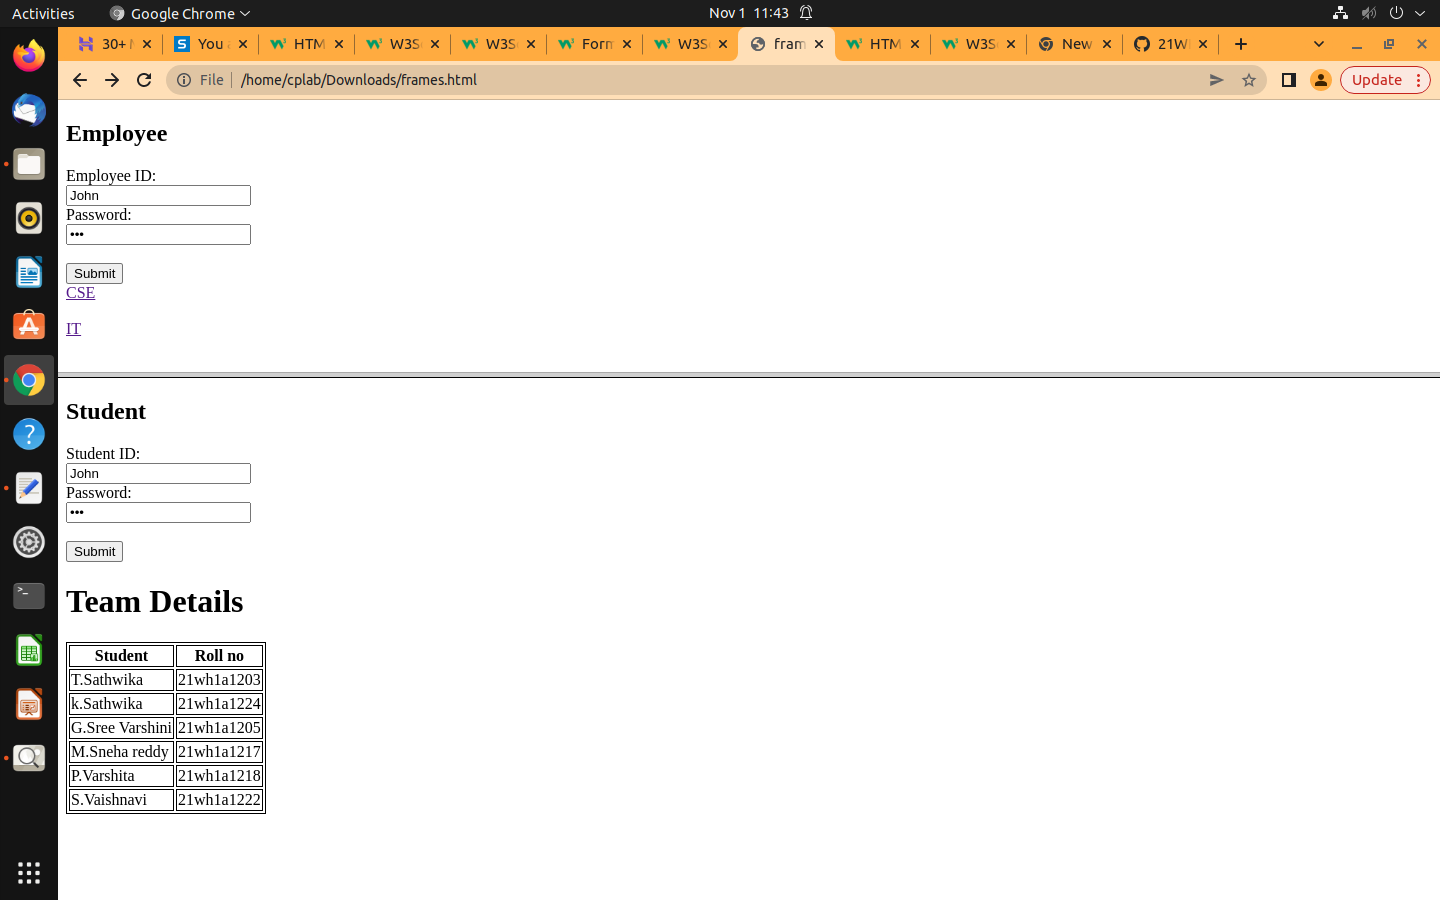 Activities Google Chrome Nov 1 11:43
30+ You HTM W3S W3S Form W3S fram HTM W3S New 21W
File /home/cplab/Downloads/frames.html Update
Employee
Employee ID:
John
Password:
•••
Submit
CSE
IT
Student
Student ID:
John
Password:
•••
Submit
Team Details
Student Roll no
T.Sathwika 21wh1a1203
k.Sathwika 21wh1a1224
G.Sree Varshini 21wh1a1205
M.Sneha reddy 21wh1a1217
P.Varshita 21wh1a1218
S.Vaishnavi 21wh1a1222